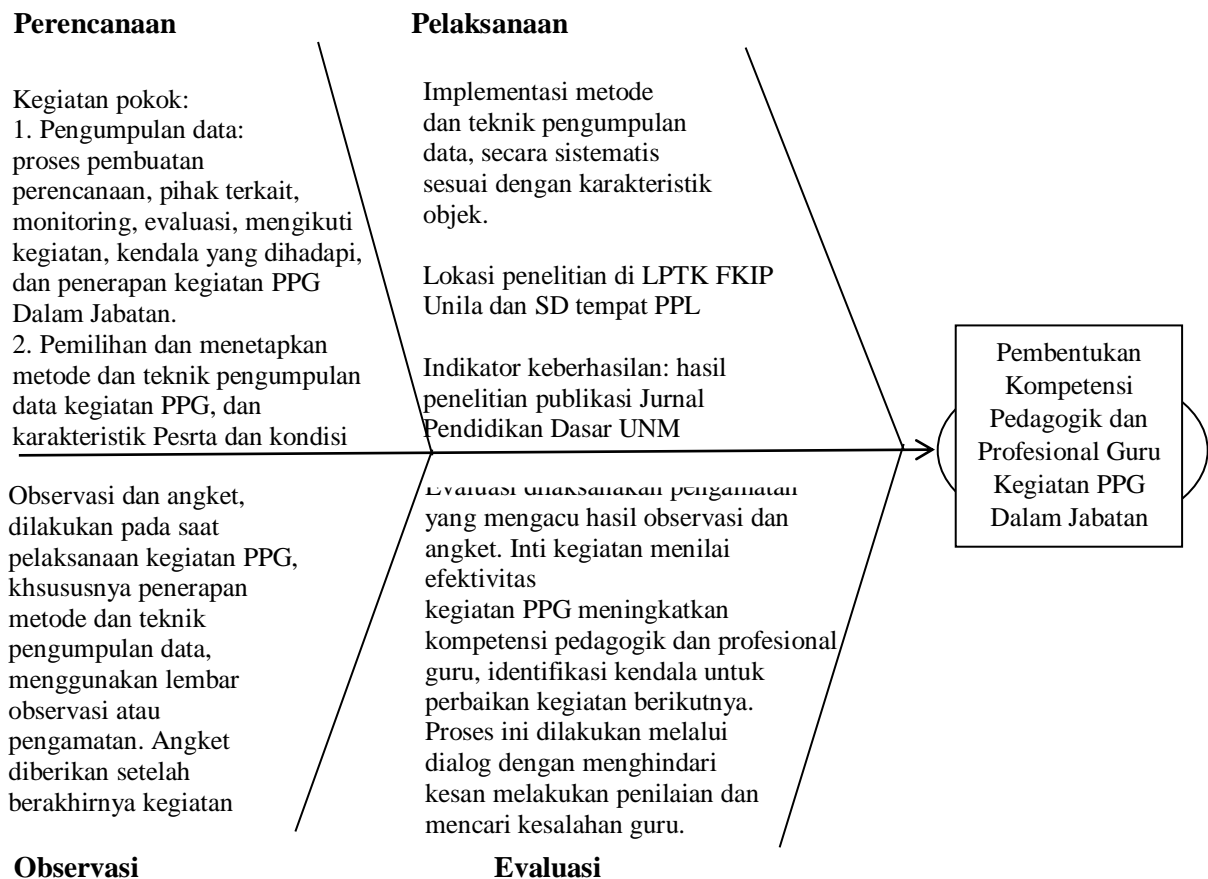 Perencanaan
Kegiatan pokok:
1. Pengumpulan data:
proses pembuatan
perencanaan, pihak terkait,
monitoring, evaluasi, mengikuti
kegiatan, kendala yang dihadapi,
dan penerapan kegiatan PPG
Dalam Jabatan.
2. Pemilihan dan menetapkan
metode dan teknik pengumpulan
data kegiatan PPG, dan
karakteristik Pesrta dan kondisi
Pelaksanaan
Implementasi metode
dan teknik pengumpulan
data, secara sistematis
sesuai dengan karakteristik
objek.
Lokasi penelitian di LPTK FKIP
Unila dan SD tempat PPL
Indikator keberhasilan: hasil
penelitian publikasi Jurnal
Pendidikan Dasar UNM
Observasi dan angket,
dilakukan pada saat
pelaksanaan kegiatan PPG,
khsususnya penerapan
metode dan teknik
pengumpulan data,
menggunakan lembar
observasi atau
pengamatan. Angket
diberikan setelah
berakhirnya kegiatan
Observasi
Evaluasi dilaksanakan pengamatan
yang mengacu hasil observasi dan
angket. Inti kegiatan menilai
efektivitas
kegiatan PPG meningkatkan
kompetensi pedagogik dan profesional
guru, identifikasi kendala untuk
perbaikan kegiatan berikutnya.
Proses ini dilakukan melalui
dialog dengan menghindari
kesan melakukan penilaian dan
mencari kesalahan guru.
Evaluasi
Pembentukan
Kompetensi
Pedagogik dan
Profesional Guru
Kegiatan PPG
Dalam Jabatan